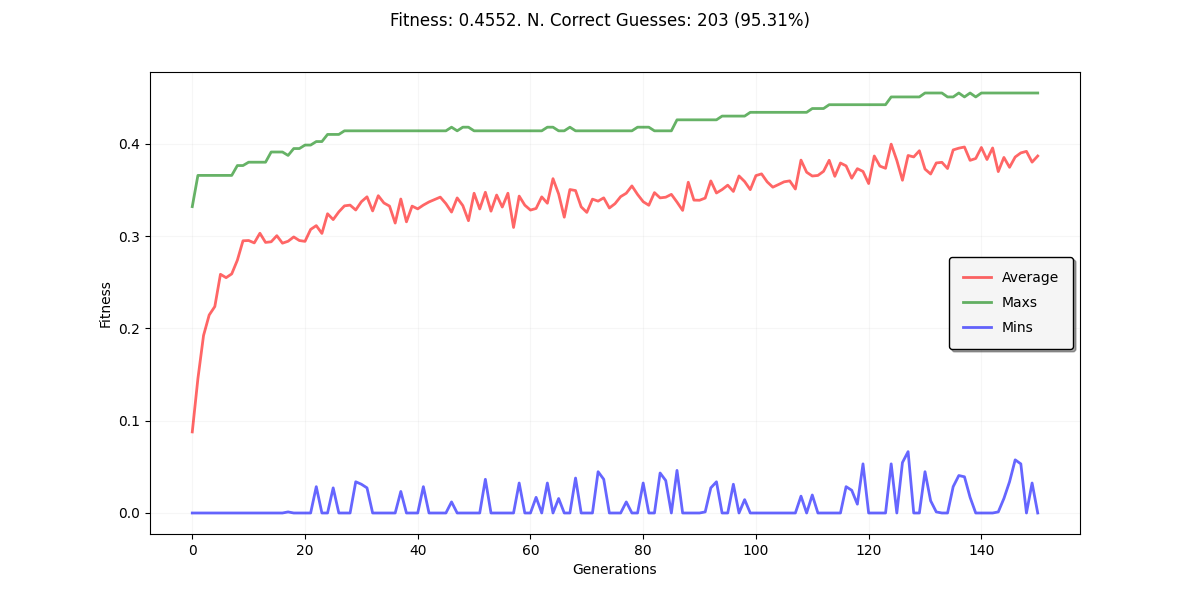 Fitness: 0.4552. N. Correct Guesses: 203 (95.31%)
0.4
0.3
0.2
0.1
0.0
Fitness
Average
Maxs
Mins
0 20 40 60 80 100 120 140
Generations